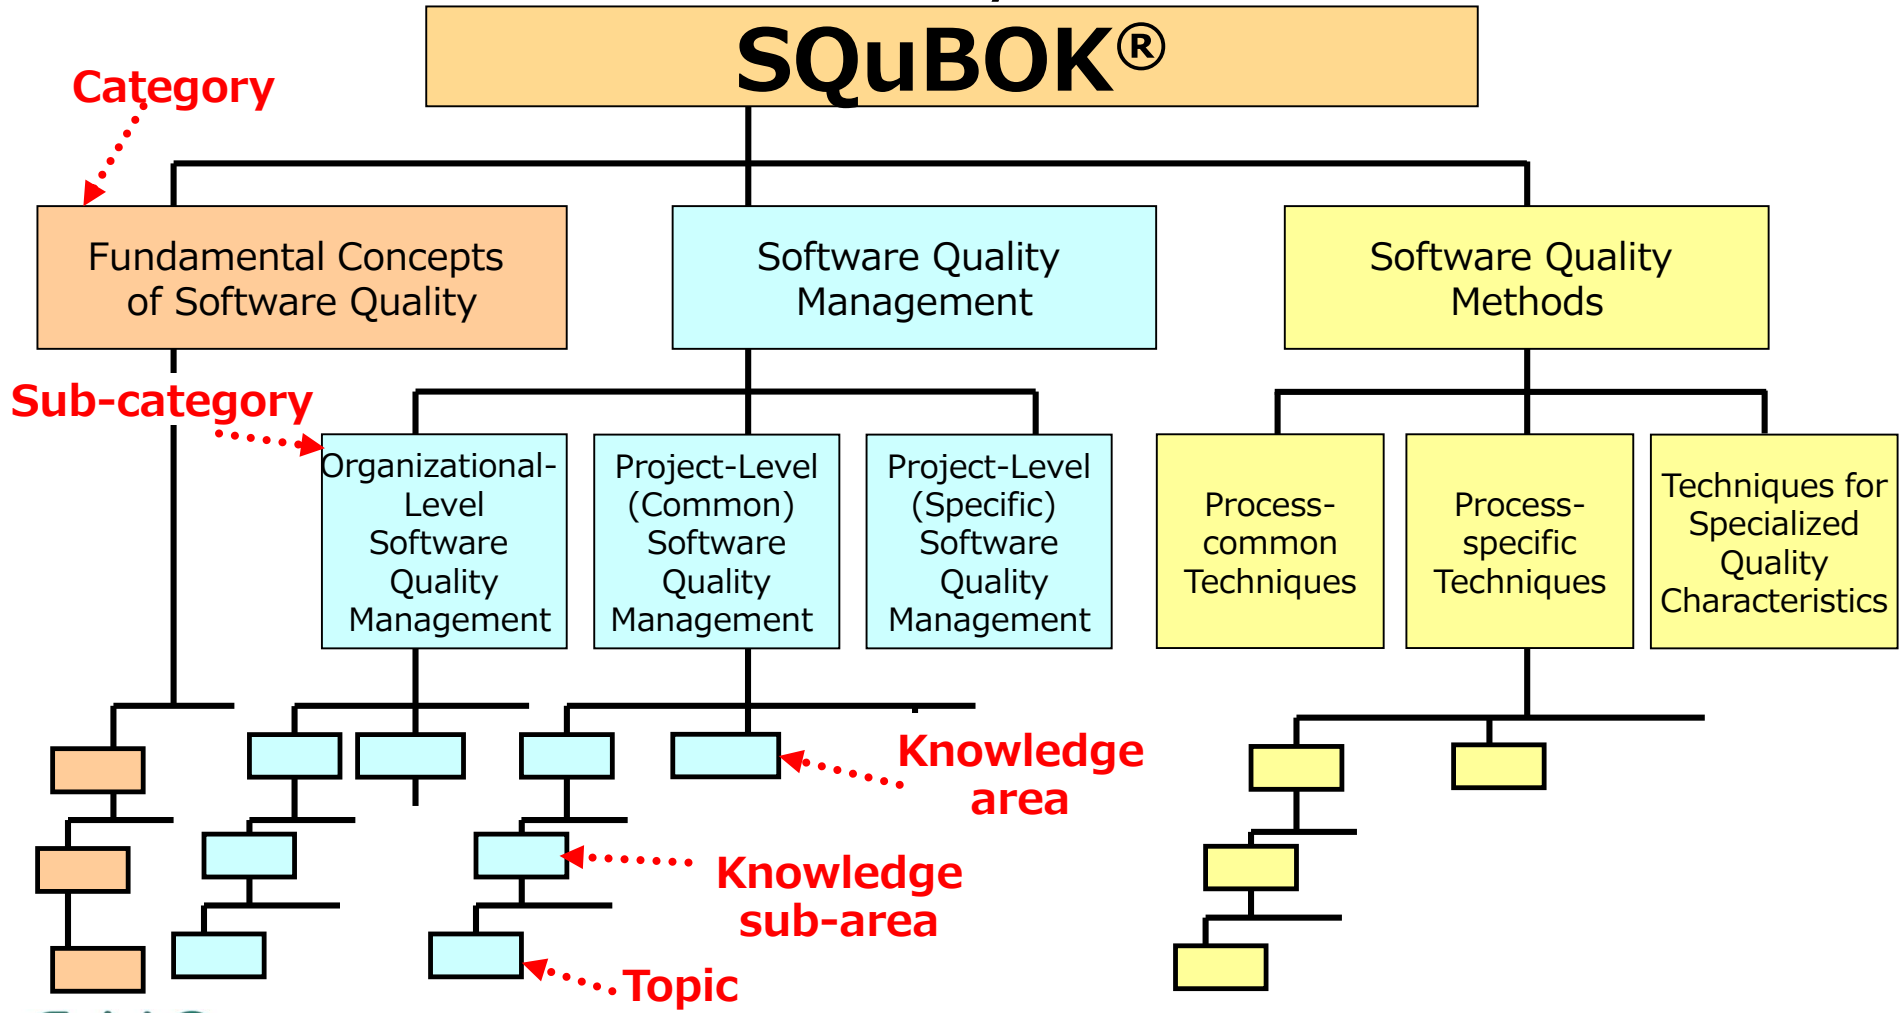 SQuBOK®
Category
Fundamental Concepts
of Software Quality
Software Quality
Management
Software Quality
Methods
Sub-category
Organizational-
Level
Software
Quality
Management
Project-Level
(Common)
Software
Quality
Management
Project-Level
(Specific)
Software
Quality
Management
Process-
common
Techniques
Process-
specific
Techniques
Techniques for
Specialized
Quality
Characteristics
Knowledge
area
Knowledge
sub-area
Topic